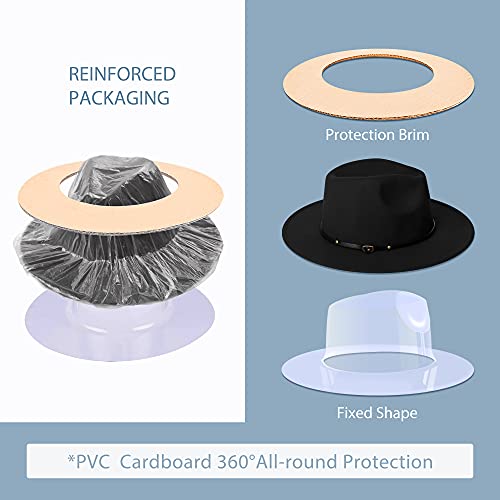 REINFORCED
PACKAGING
Protection Brim
Fixed Shape
*PVC Cardboard 360°All-round Protection